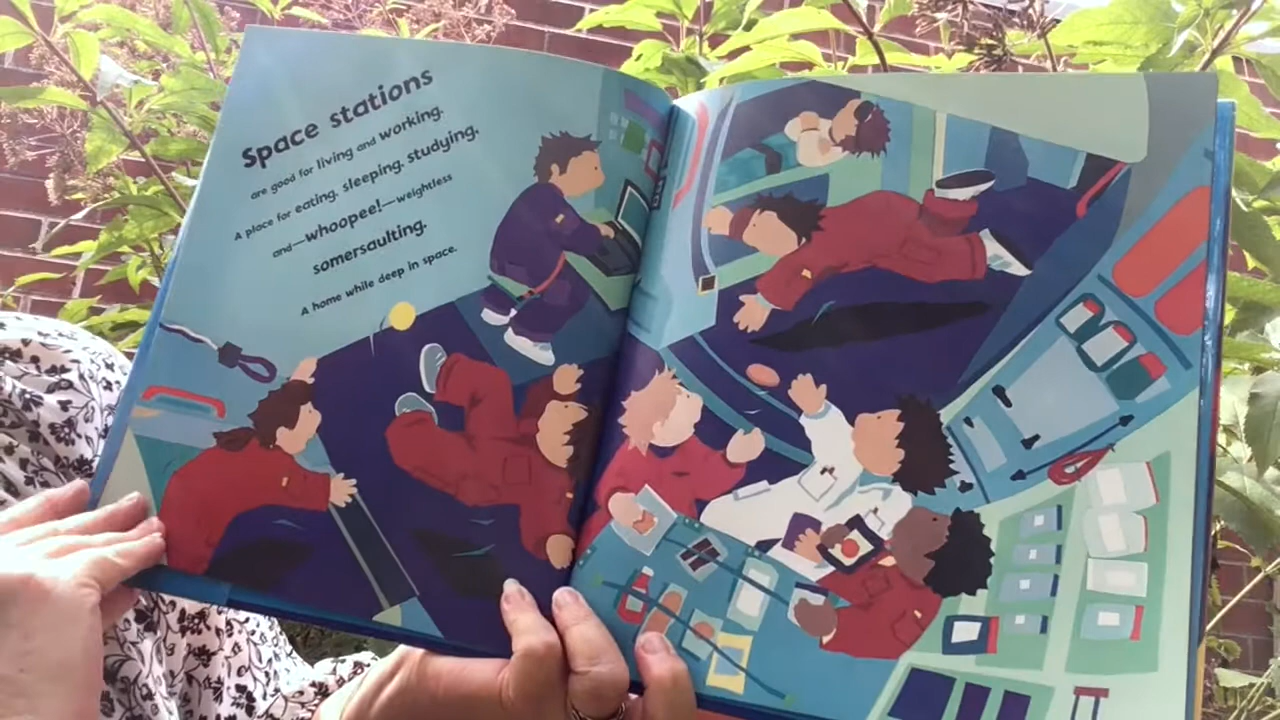 Space stations
are good for living and working.
A place for eating, sleeping, studying,
and—whoopee!—weightless
somersaulting.
A home while deep in space.